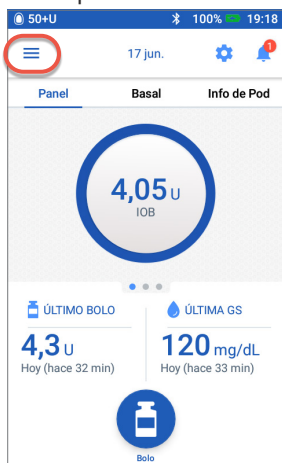 50+U 100% 19:18
17 jun. 1
Panel Basal Info de Pod
4,05 U
IOB
ÚLTIMO BOLO ÚLTIMA GS
4,3 U 120 mg/dL
Hoy (hace 32 min) Hoy (hace 33 min)
Bolo